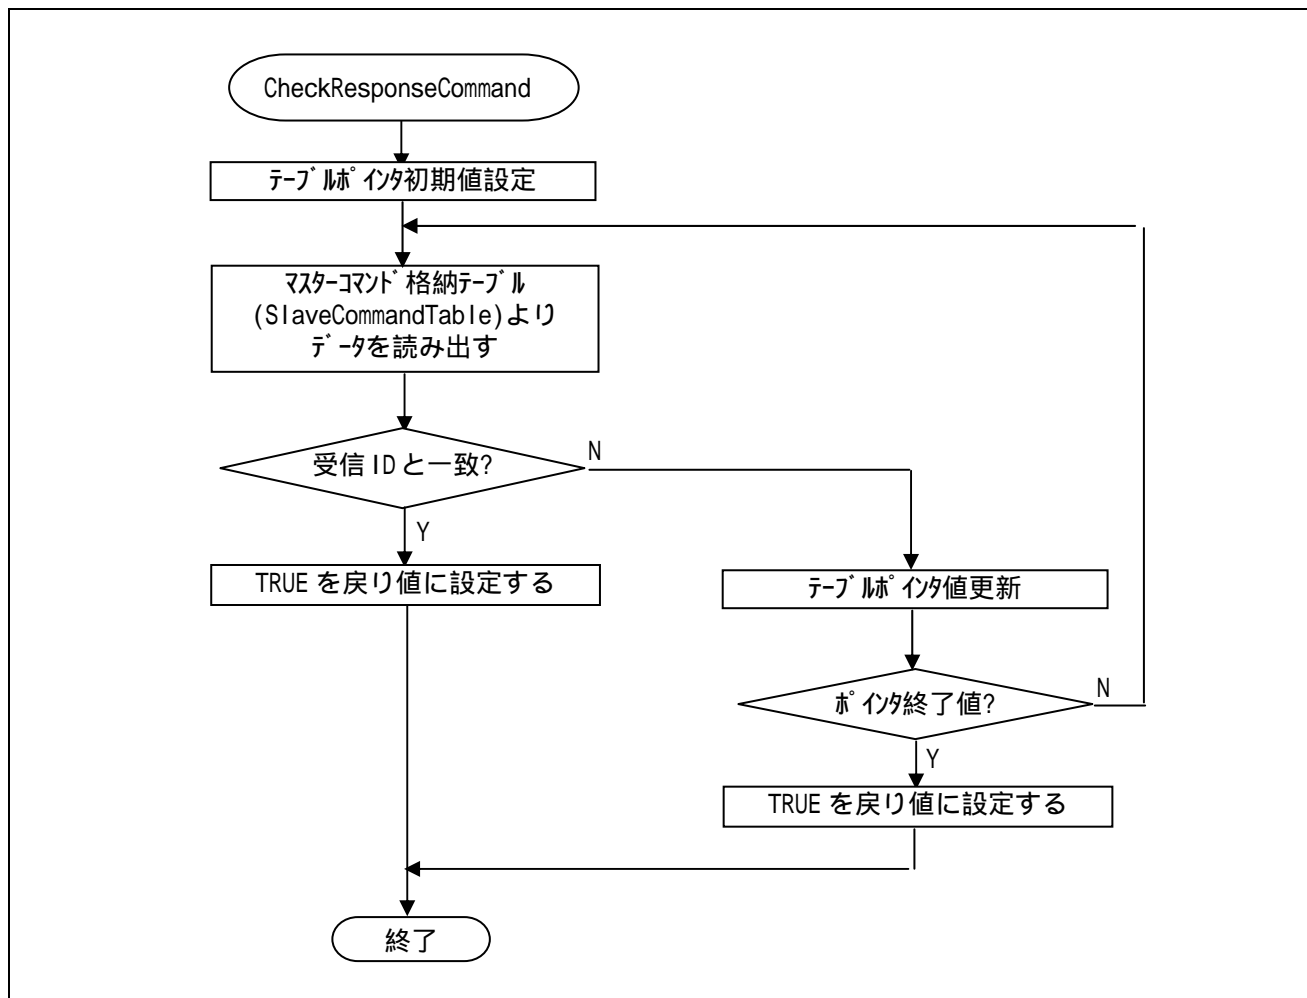 CheckResponseCommand
テーブルポインタ初期値設定
マスターコマンド格納テーブル
(SlaveCommandTable)より
データを読み出す
受信IDと一致?
N
Y
TRUEを戻り値に設定する
テーブルポインタ値更新
ポインタ終了値?
N
Y
TRUEを戻り値に設定する
終了